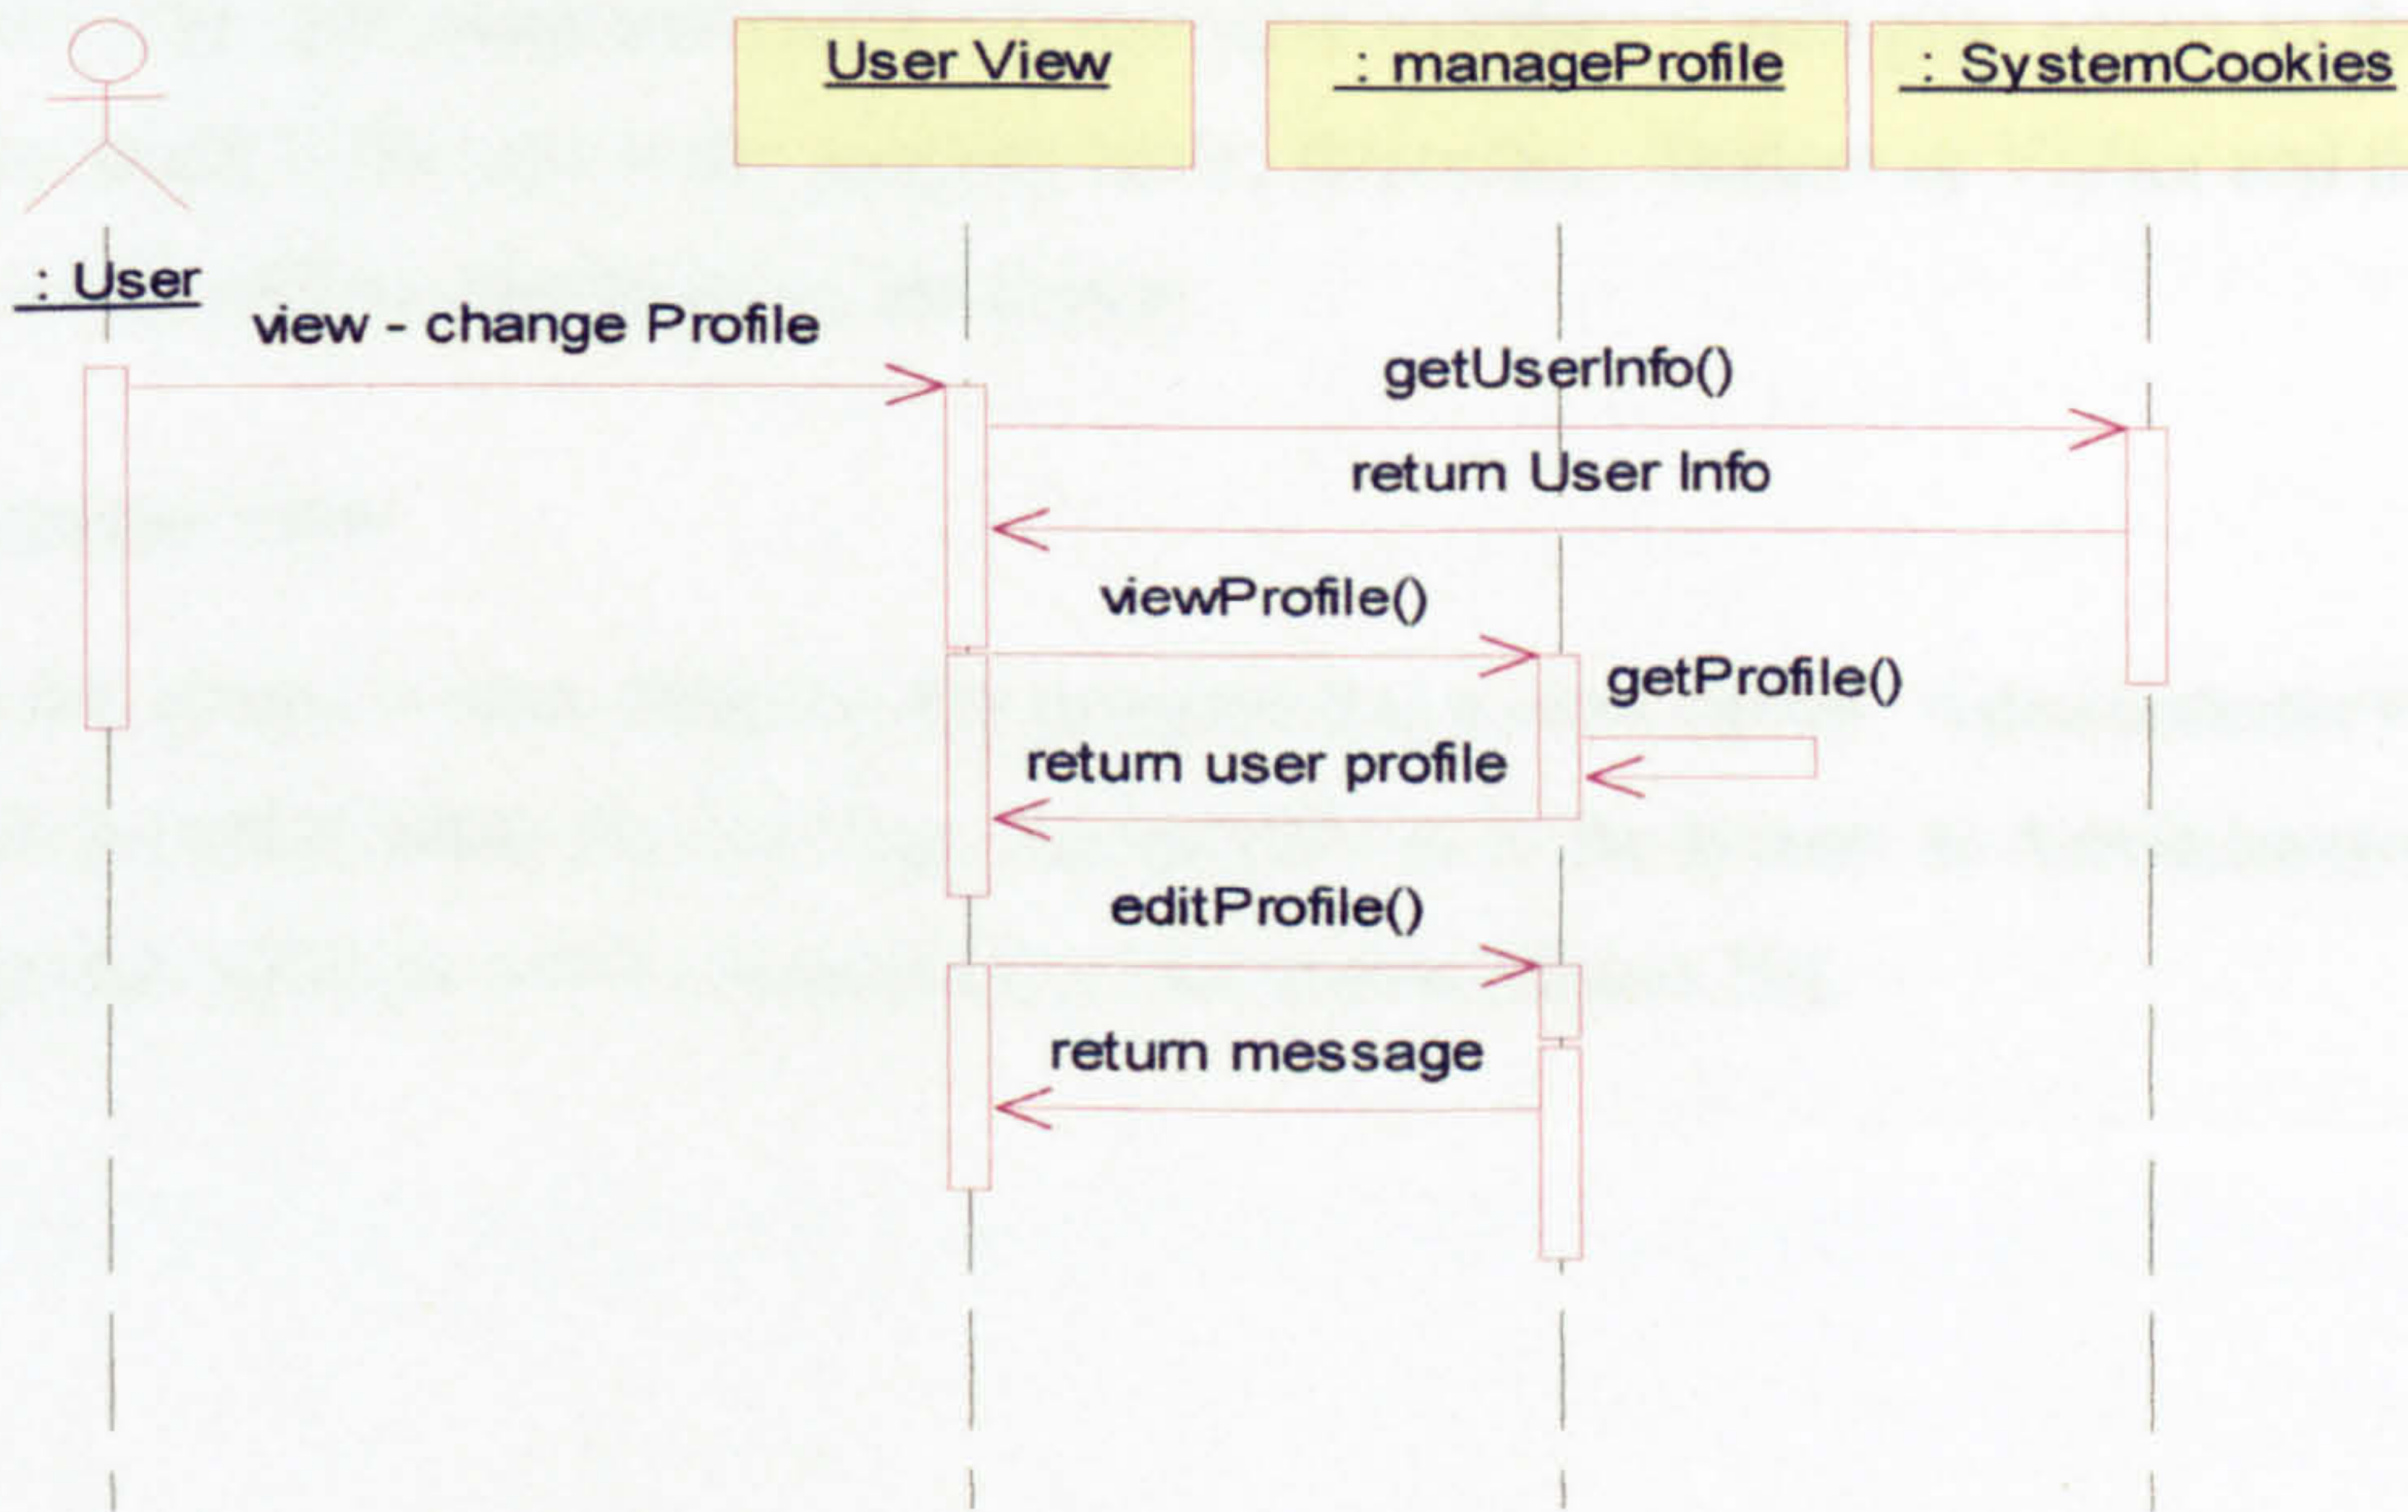 User View
: manageProfile
: SystemCookies
: User
view - change Profile
getUserInfo()
return User Info
viewProfile()
getProfile()
return user profile
editProfile()
return message